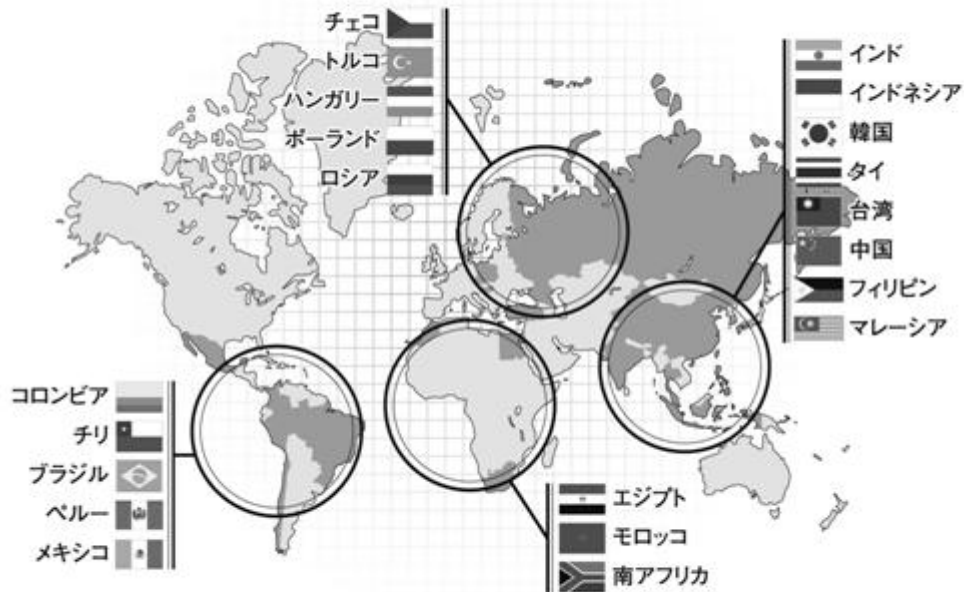 チェコ
トルコ
ハンガリー
ポーランド
ロシア
インド
インドネシア
韓国
タイ
台湾
中国
フィリピン
マレーシア
コロンビア
チリ
ブラジル
ペルー
メキシコ
エジプト
モロッコ
南アフリカ